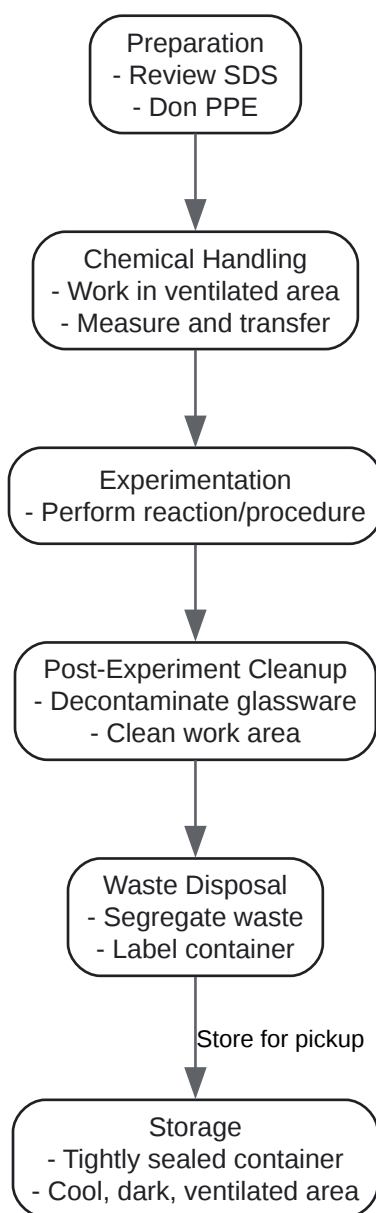 Preparation
- Review SDS
- Don PPE
Chemical Handling
- Work in ventilated area
- Measure and transfer
Experimentation
- Perform reaction/procedure
Post-Experiment Cleanup
- Decontaminate glassware
- Clean work area
Waste Disposal
- Segregate waste
- Label container
Store for pickup
Storage
- Tightly sealed container
- Cool, dark, ventilated area